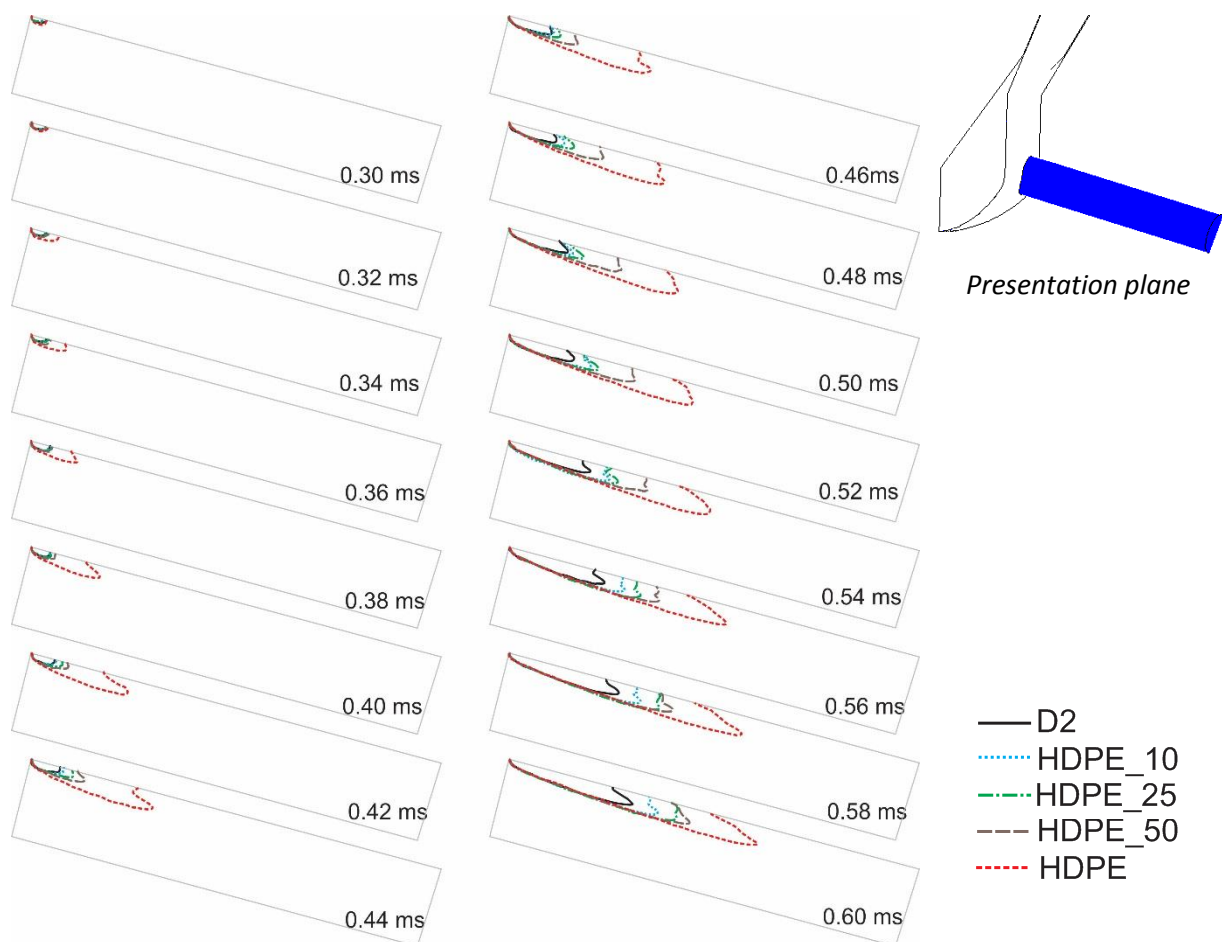 0.30 ms
0.32 ms
0.34 ms
0.36 ms
0.38 ms
0.40 ms
0.42 ms
0.44 ms
0.46ms
0.48 ms
0.50 ms
0.52 ms
0.54 ms
0.56 ms
0.58 ms
0.60 ms
Presentation plane
D2
HDPE_10
HDPE_25
HDPE_50
HDPE